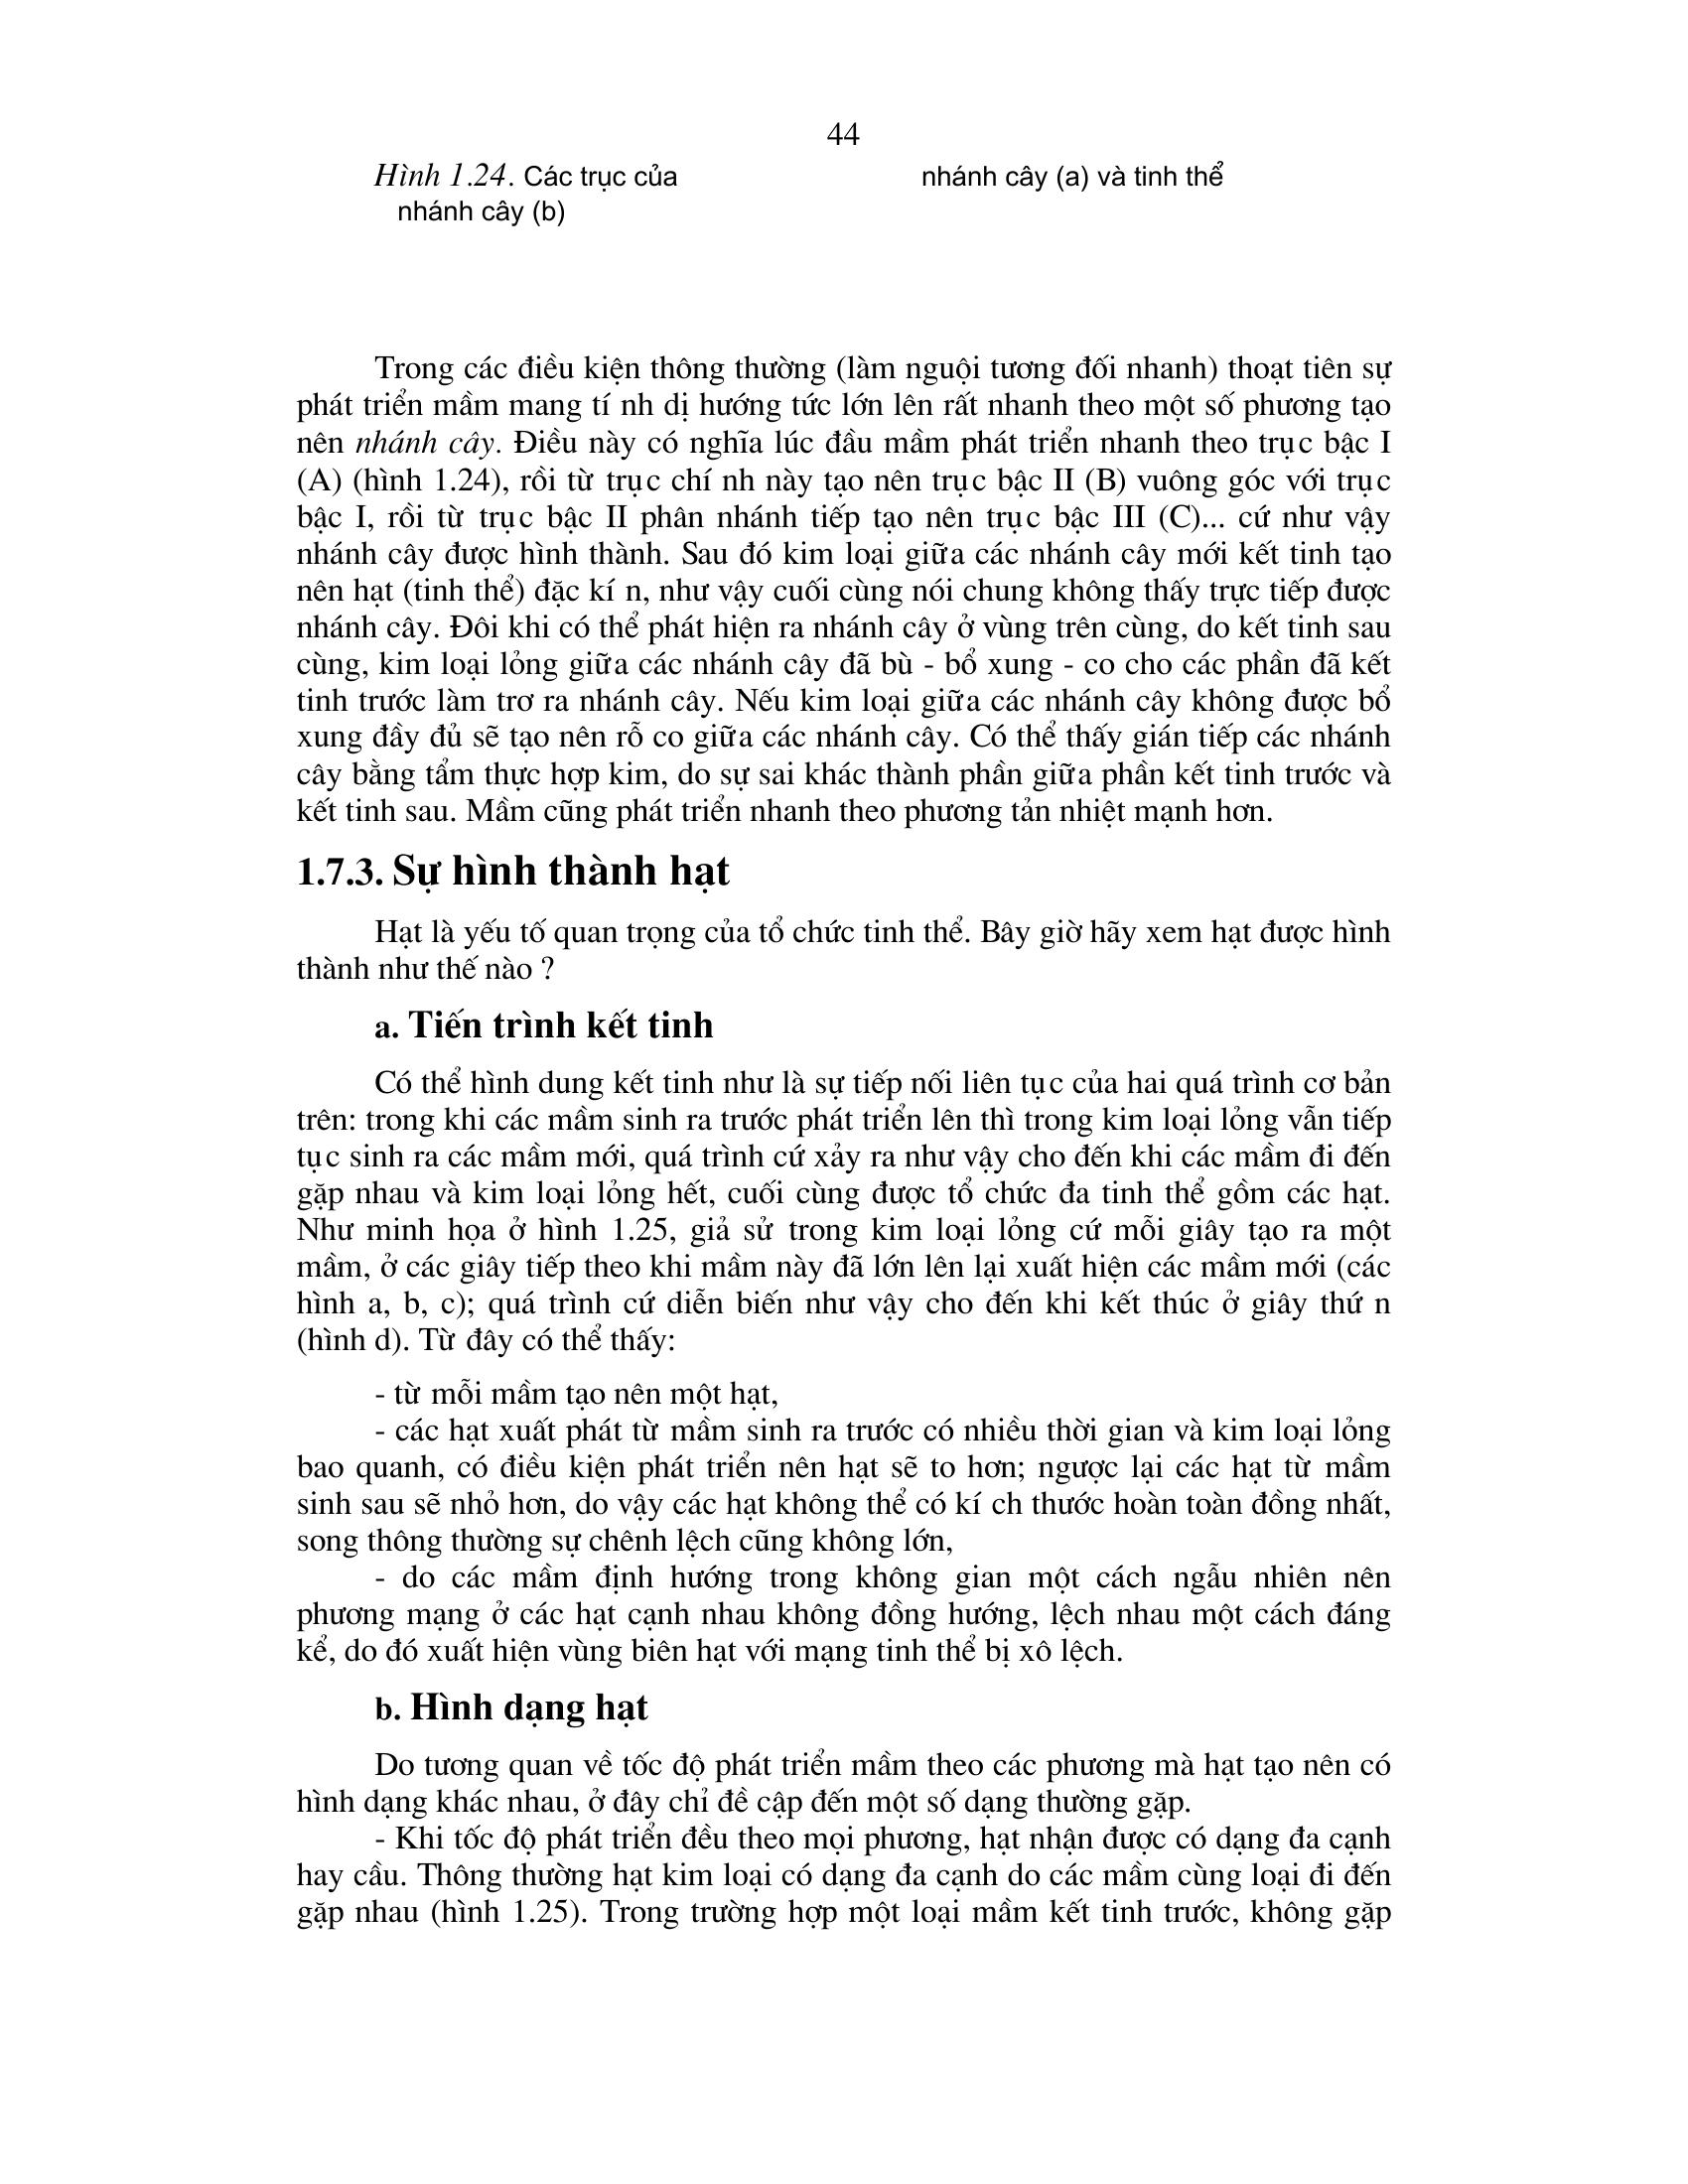 44
Hình 1.24. Các trục của nhánh cây (a) và tinh thể
nhánh cây (b)
Trong các điều kiện thông thường (làm nguội tương đối nhanh) thoạt tiên sự
phát triển mầm mang tí nh dị hướng tức lớn lên rất nhanh theo một số phương tạo
nên nhánh cây. Điều này có nghĩa lúc đầu mầm phát triển nhanh theo trục bậc I
(A) (hình 1.24), rồi từ trục chí nh này tạo nên trục bậc II (B) vuông góc với trục
bậc I, rồi từ trục bậc II phân nhánh tiếp tạo nên trục bậc III (C)... cứ như vậy
nhánh cây được hình thành. Sau đó kim loại giữa các nhánh cây mới kết tinh tạo
nên hạt (tinh thể) đặc kí n, như vậy cuối cùng nói chung không thấy trực tiếp được
nhánh cây. Đôi khi có thể phát hiện ra nhánh cây ở vùng trên cùng, do kết tinh sau
cùng, kim loại lỏng giữa các nhánh cây đã bù - bổ xung - co cho các phần đã kết
tinh trước làm trơ ra nhánh cây. Nếu kim loại giữa các nhánh cây không được bổ
xung đầy đủ sẽ tạo nên rỗ co giữa các nhánh cây. Có thể thấy gián tiếp các nhánh
cây bằng tẩm thực hợp kim, do sự sai khác thành phần giữa phần kết tinh trước và
kết tinh sau. Mầm cũng phát triển nhanh theo phương tản nhiệt mạnh hơn.
1.7.3. Sự hình thành hạt
Hạt là yếu tố quan trọng của tổ chức tinh thể. Bây giờ hãy xem hạt được hình
thành như thế nào ?
a. Tiến trình kết tinh
Có thể hình dung kết tinh như là sự tiếp nối liên tục của hai quá trình cơ bản
trên: trong khi các mầm sinh ra trước phát triển lên thì trong kim loại lỏng vẫn tiếp
tục sinh ra các mầm mới, quá trình cứ xảy ra như vậy cho đến khi các mầm đi đến
gặp nhau và kim loại lỏng hết, cuối cùng được tổ chức đa tinh thể gồm các hạt.
Như minh họa ở hình 1.25, giả sử trong kim loại lỏng cứ mỗi giây tạo ra một
mầm, ở các giây tiếp theo khi mầm này đã lớn lên lại xuất hiện các mầm mới (các
hình a, b, c); quá trình cứ diễn biến như vậy cho đến khi kết thúc ở giây thứ n
(hình d). Từ đây có thể thấy:
- từ mỗi mầm tạo nên một hạt,
- các hạt xuất phát từ mầm sinh ra trước có nhiều thời gian và kim loại lỏng
bao quanh, có điều kiện phát triển nên hạt sẽ to hơn; ngược lại các hạt từ mầm
sinh sau sẽ nhỏ hơn, do vậy các hạt không thể có kí ch thước hoàn toàn đồng nhất,
song thông thường sự chênh lệch cũng không lớn,
- do các mầm định hướng trong không gian một cách ngẫu nhiên nên
phương mạng ở các hạt cạnh nhau không đồng hướng, lệch nhau một cách đáng
kể, do đó xuất hiện vùng biên hạt với mạng tinh thể bị xô lệch.
b. Hình dạng hạt
Do tương quan về tốc độ phát triển mầm theo các phương mà hạt tạo nên có
hình dạng khác nhau, ở đây chỉ đề cập đến một số dạng thường gặp.
- Khi tốc độ phát triển đều theo mọi phương, hạt nhận được có dạng đa cạnh
hay cầu. Thông thường hạt kim loại có dạng đa cạnh do các mầm cùng loại đi đến
gặp nhau (hình 1.25). Trong trường hợp một loại mầm kết tinh trước, không gặp